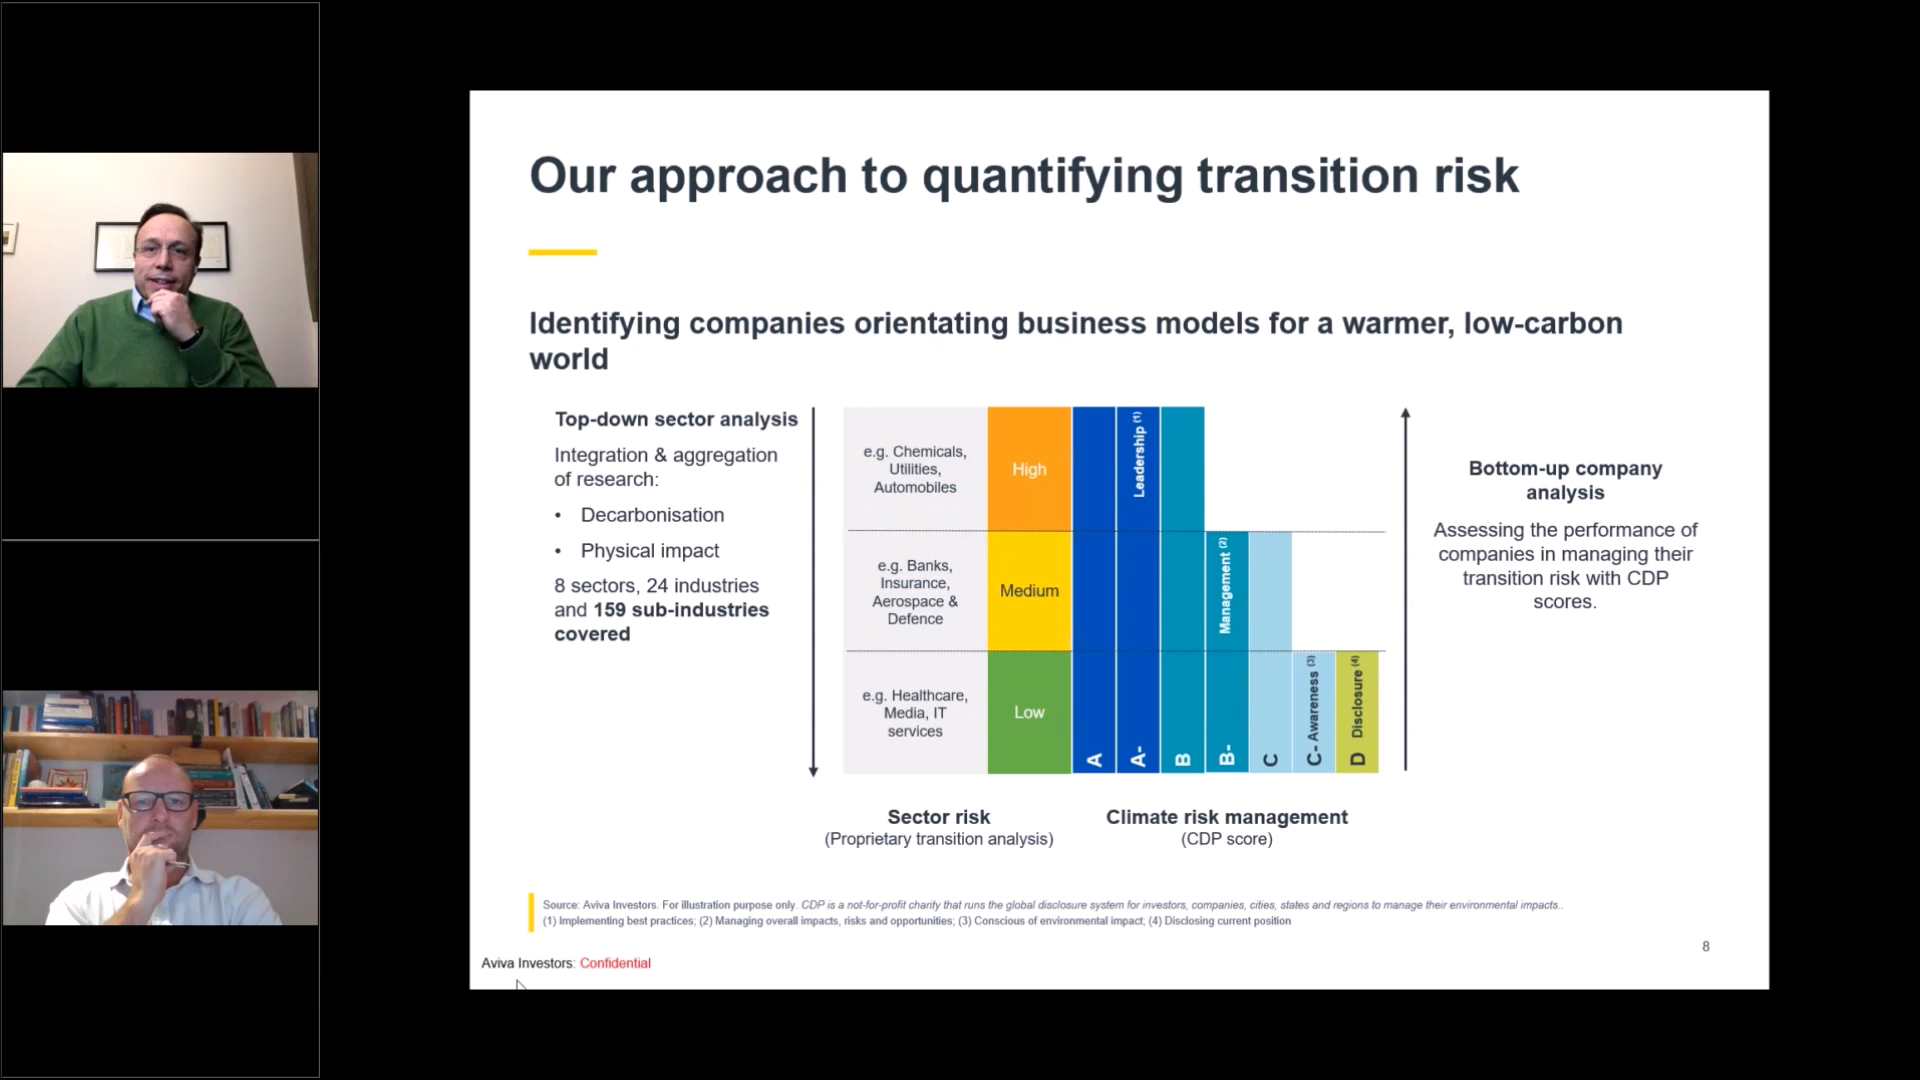 Our approach to quantifying transition risk
Identifying companies orientating business models for a warmer, low-carbon
world
Top-down sector analysis
Integration & aggregation
of research:
• Decarbonisation
• Physical impact
8 sectors, 24 industries
and 159 sub-industries
covered
e.g. Chemicals,
Utilities,
Automobiles
High
e.g. Banks,
Insurance,
Aerospace &
Defence
Medium
e.g. Healthcare,
Media, IT
services
Low
A
A-
Leadership (1)
B
B-
Management (2)
C
C- Awareness (3)
D Disclosure (4)
Bottom-up company
analysis
Assessing the performance of
companies in managing their
transition risk with CDP
scores.
Sector risk
(Proprietary transition analysis)
Climate risk management
(CDP score)
Source: Aviva Investors. For illustration purpose only. CDP is a not-for-profit charity that runs the global disclosure system for investors, companies, cities, states and regions to manage their environmental impacts..
(1) Implementing best practices; (2) Managing overall impacts, risks and opportunities; (3) Conscious of environmental impact; (4) Disclosing current position
8
Aviva Investors: Confidential